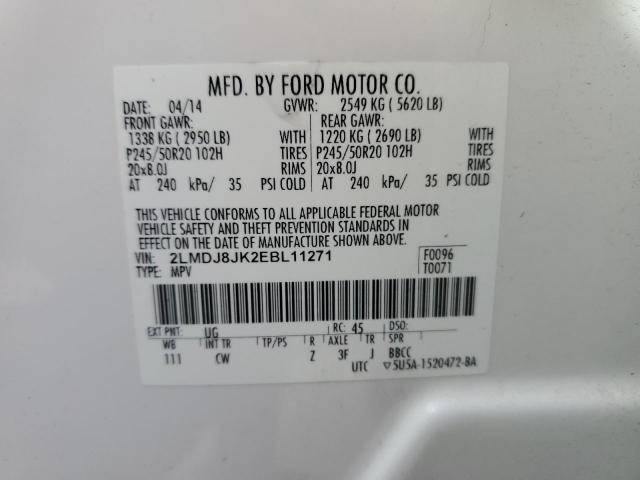 MFD. BY FORD MOTOR CO.
DATE: 04/14 GVWR: 2549 KG ( 5620 LB)
FRONT GAWR: REAR GAWR:
1338 KG ( 2950 LB) WITH 1220 KG ( 2690 LB) WITH
P245/50R20 102H TIRES P245/50R20 102H TIRES
20x8.0J RIMS 20x8.0J RIMS
AT 240 kPa/ 35 PSI COLD AT 240 kPa/ 35 PSI COLD
THIS VEHICLE CONFORMS TO ALL APPLICABLE FEDERAL MOTOR
VEHICLE SAFETY AND THEFT PREVENTION STANDARDS IN
EFFECT ON THE DATE OF MANUFACTURE SHOWN ABOVE.
VIN: 2LMDJ8JK2EBL11271 F0096
TYPE: MPV T0071
EXT PNT: UG RC: 45 DSO:
WB INT TR TP/PS R AXLE TR SPR
111 CW Z 3F J BBCC
UTC ▽5U5A-1520472-BA